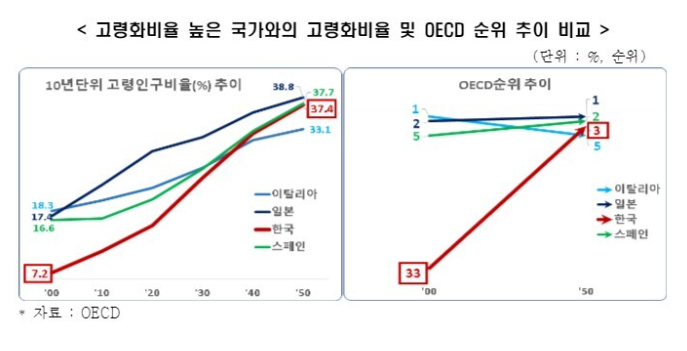 < 고령화비율 높은 국가와의 고령화비율 및 OECD 순위 추이 비교 >
(단위 : %, 순위)
10년단위 고령인구비율(%) 추이
38.8
37.7
37.4
33.1
18.3
17.4
16.6
7.2
이탈리아
일본
한국
스페인
'00 '10 '20 '30 '40 '50
OECD순위 추이
1
2
5
33
1
2
3
5
이탈리아
일본
한국
스페인
'00 '50
* 자료 : OECD